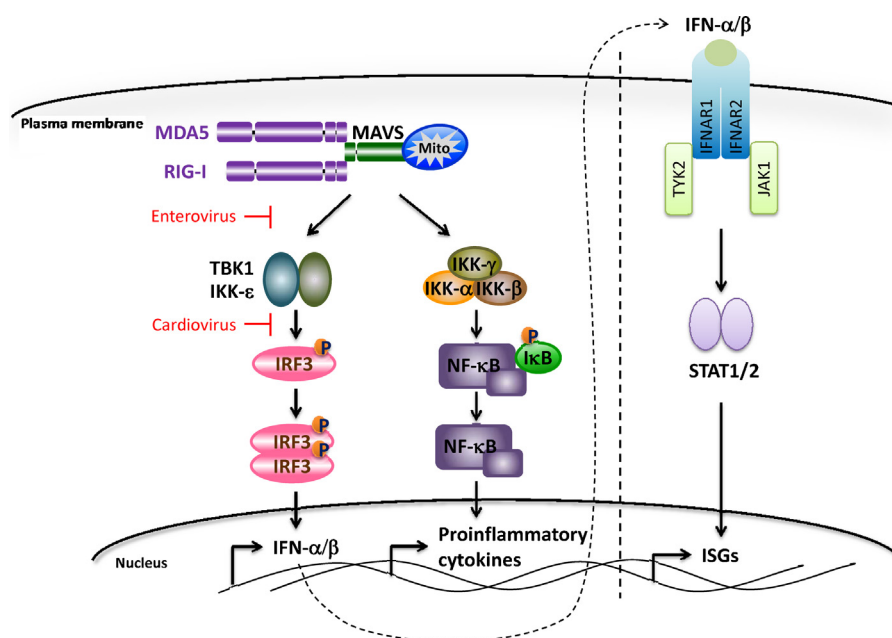 IFN-α/β
Plasma membrane
MDA5
MAVS
Mito
RIG-I
IFNAR1
IFNAR2
TYK2
JAK1
Enterovirus
TBK1
IKK-ε
IKK-γ
IKK-α
IKK-β
Cardiovirus
P
IRF3
P
NF-κB
IκB
STAT1/2
P
IRF3
P
IRF3
NF-κB
Nucleus
IFN-α/β
Proinflammatory
cytokines
ISGs